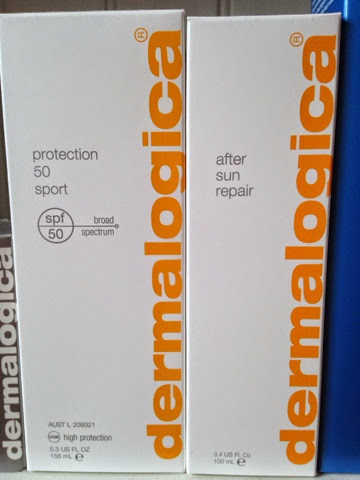 dermalogica
protection
50
sport
spf
50
broad
spectrum
dermalogica®
AUST L 209321
UVA high protection
5.3 US FL OZ
156 mL ℮
after
sun
repair
dermalogica®
3.4 US FL Oz.
100 mL ℮